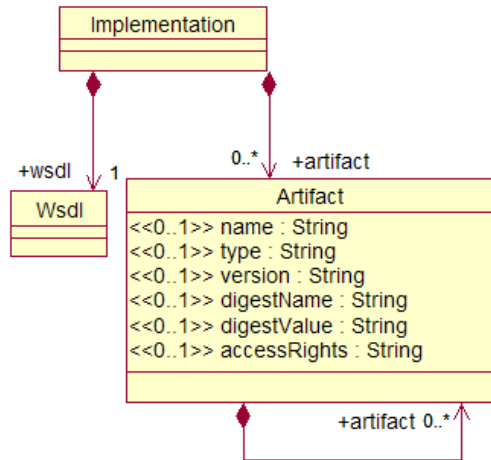 Implementation
+wsdl
1
0..*
+artifact
Wsdl
Artifact
<<0..1>> name : String
<<0..1>> type : String
<<0..1>> version : String
<<0..1>> digestName : String
<<0..1>> digestValue : String
<<0..1>> accessRights : String
+artifact 0..*